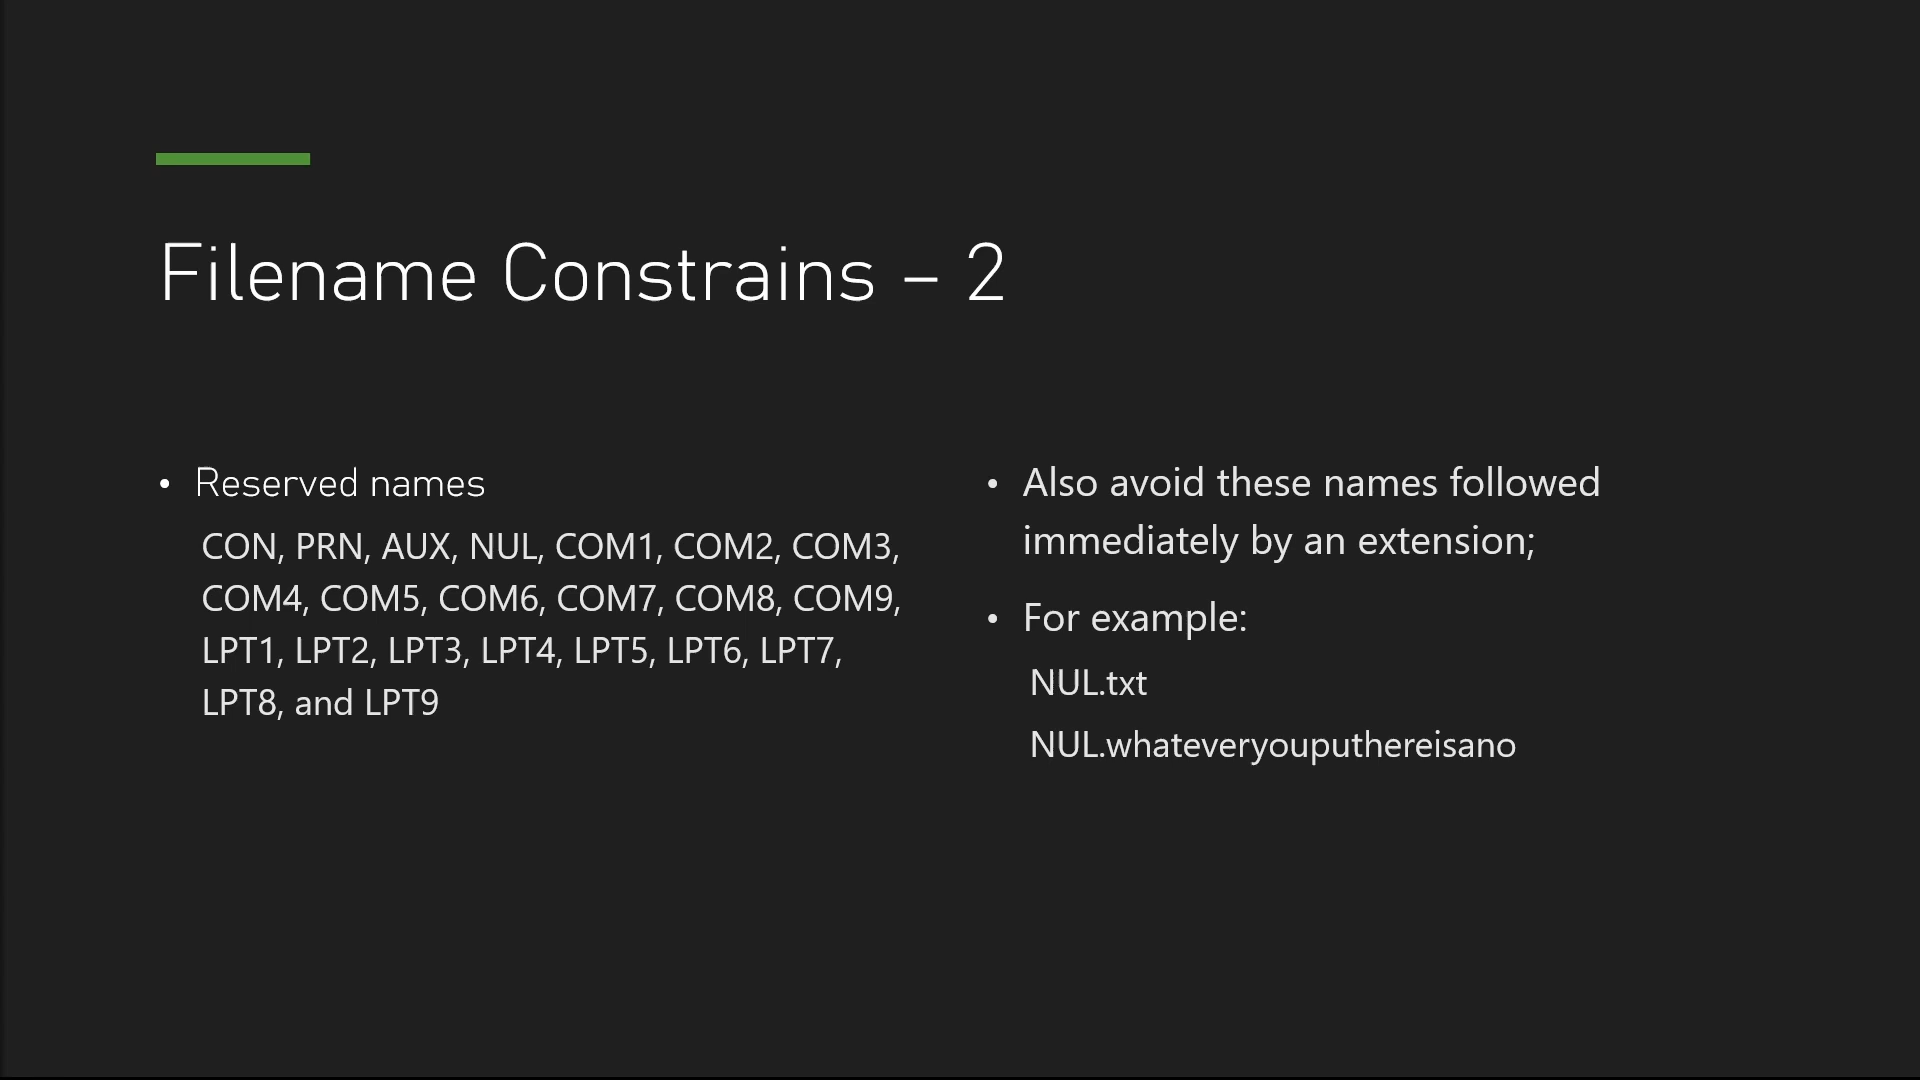 Filename Constrains – 2
• Reserved names
CON, PRN, AUX, NUL, COM1, COM2, COM3,
COM4, COM5, COM6, COM7, COM8, COM9,
LPT1, LPT2, LPT3, LPT4, LPT5, LPT6, LPT7,
LPT8, and LPT9
• Also avoid these names followed
immediately by an extension;
• For example:
NUL.txt
NUL.whateveryouputhereisano